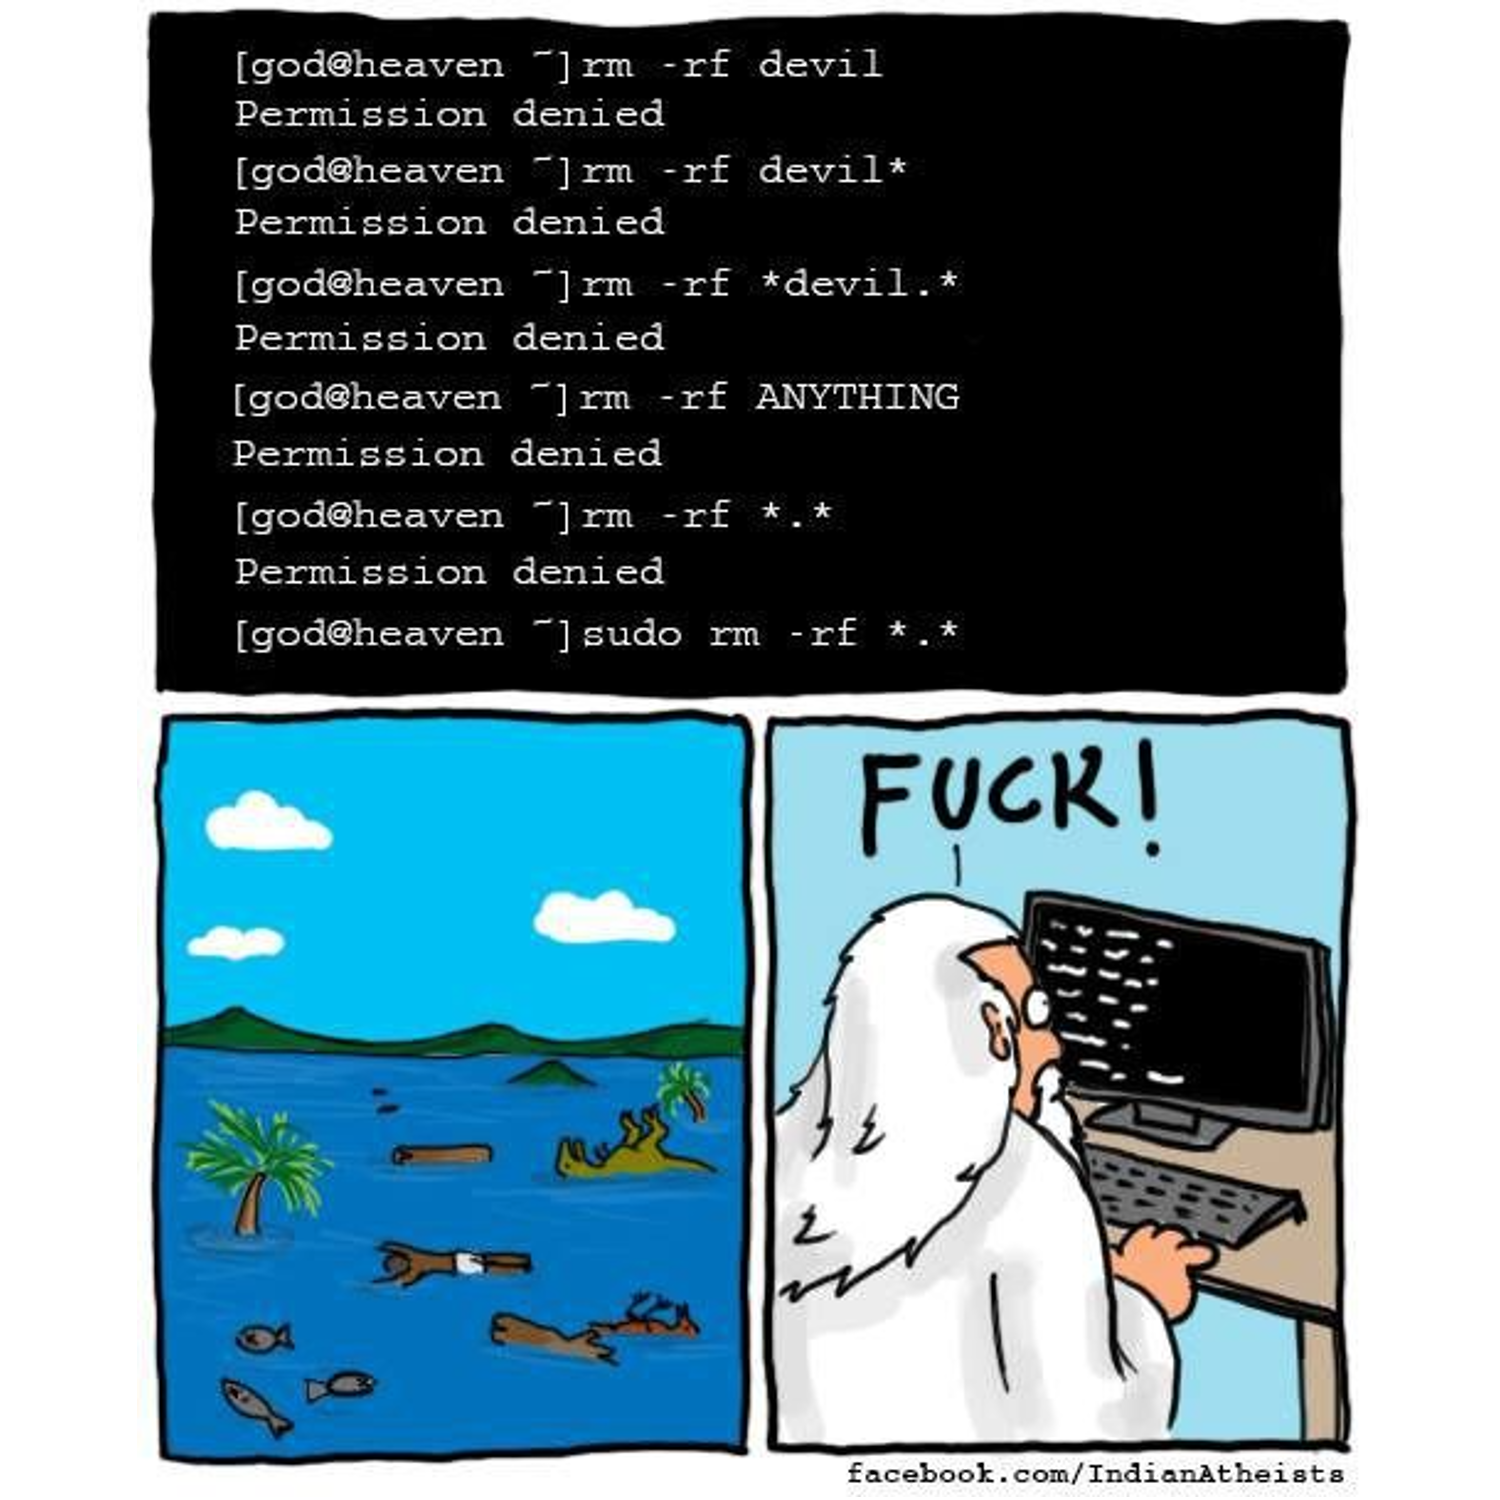 [god@heaven ~]rm -rf devil
Permission denied
[god@heaven ~]rm -rf devil*
Permission denied
[god@heaven ~]rm -rf *devil.*
Permission denied
[god@heaven ~]rm -rf ANYTHING
Permission denied
[god@heaven ~]rm -rf *.*
Permission denied
[god@heaven ~]sudo rm -rf *.*
FUCK!
facebook.com/IndianAtheists